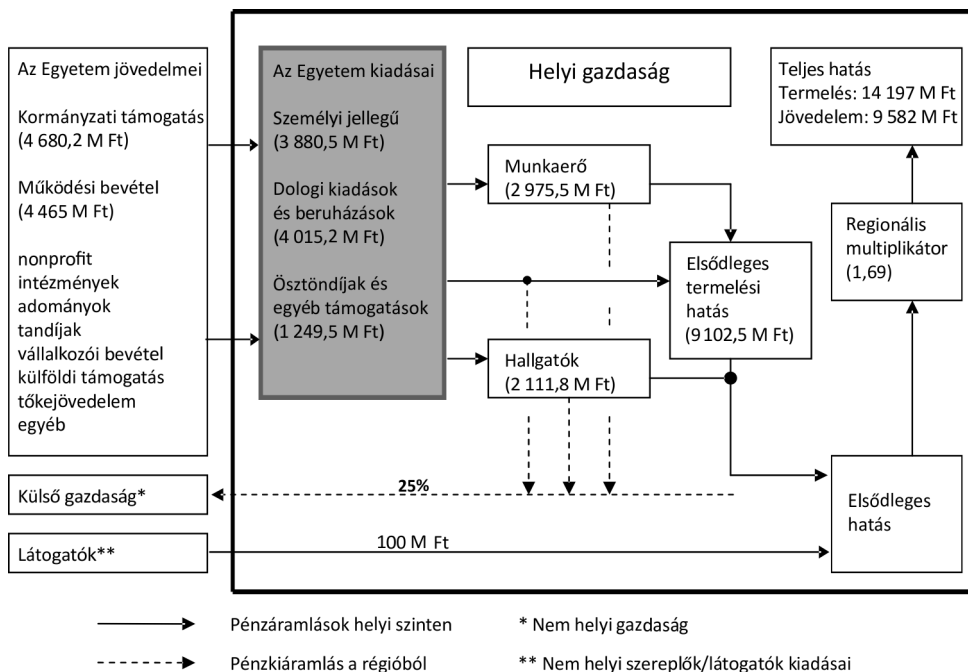 Az Egyetem jövedelmei
Kormányzati támogatás
(4 680,2 M Ft)
Működési bevétel
(4 465 M Ft)
nonprofit
intézmények
adományok
tandíjak
vállalkozói bevétel
külföldi támogatás
tőkejövedelem
egyéb
Külső gazdaság*
Látogatók**
Az Egyetem kiadásai
Személyi jellegű
(3 880,5 M Ft)
Dologi kiadások
és beruházások
(4 015,2 M Ft)
Ösztöndíjak és
egyéb támogatások
(1 249,5 M Ft)
Helyi gazdaság
Munkaerő
(2 975,5 M Ft)
Hallgatók
(2 111,8 M Ft)
25%
100 M Ft
Elsődleges
termelési
hatás
(9 102,5 M Ft)
Teljes hatás
Termelés: 14 197 M Ft
Jövedelem: 9 582 M Ft
Regionális
multiplikátor
(1,69)
Elsődleges
hatás
Pénzáramlások helyi szinten
* Nem helyi gazdaság
Pénzkiáramlás a régióból
** Nem helyi szereplők/látogatók kiadásai